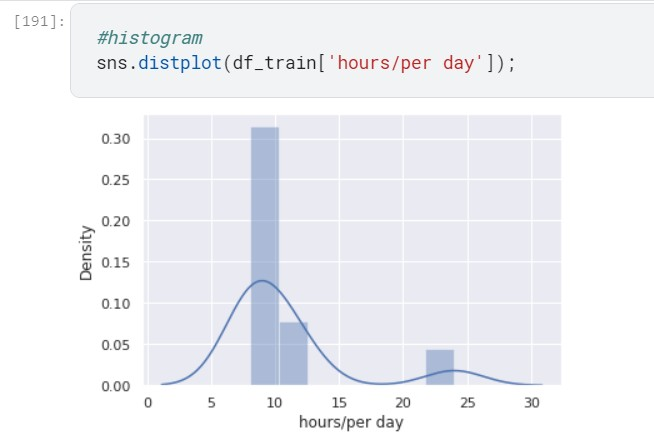 [191]:
#histogram
sns.distplot(df_train['hours/per day']);
0.30
0.25
0.20
0.15
0.10
0.05
0.00
Density
0 5 10 15 20 25 30
hours/per day